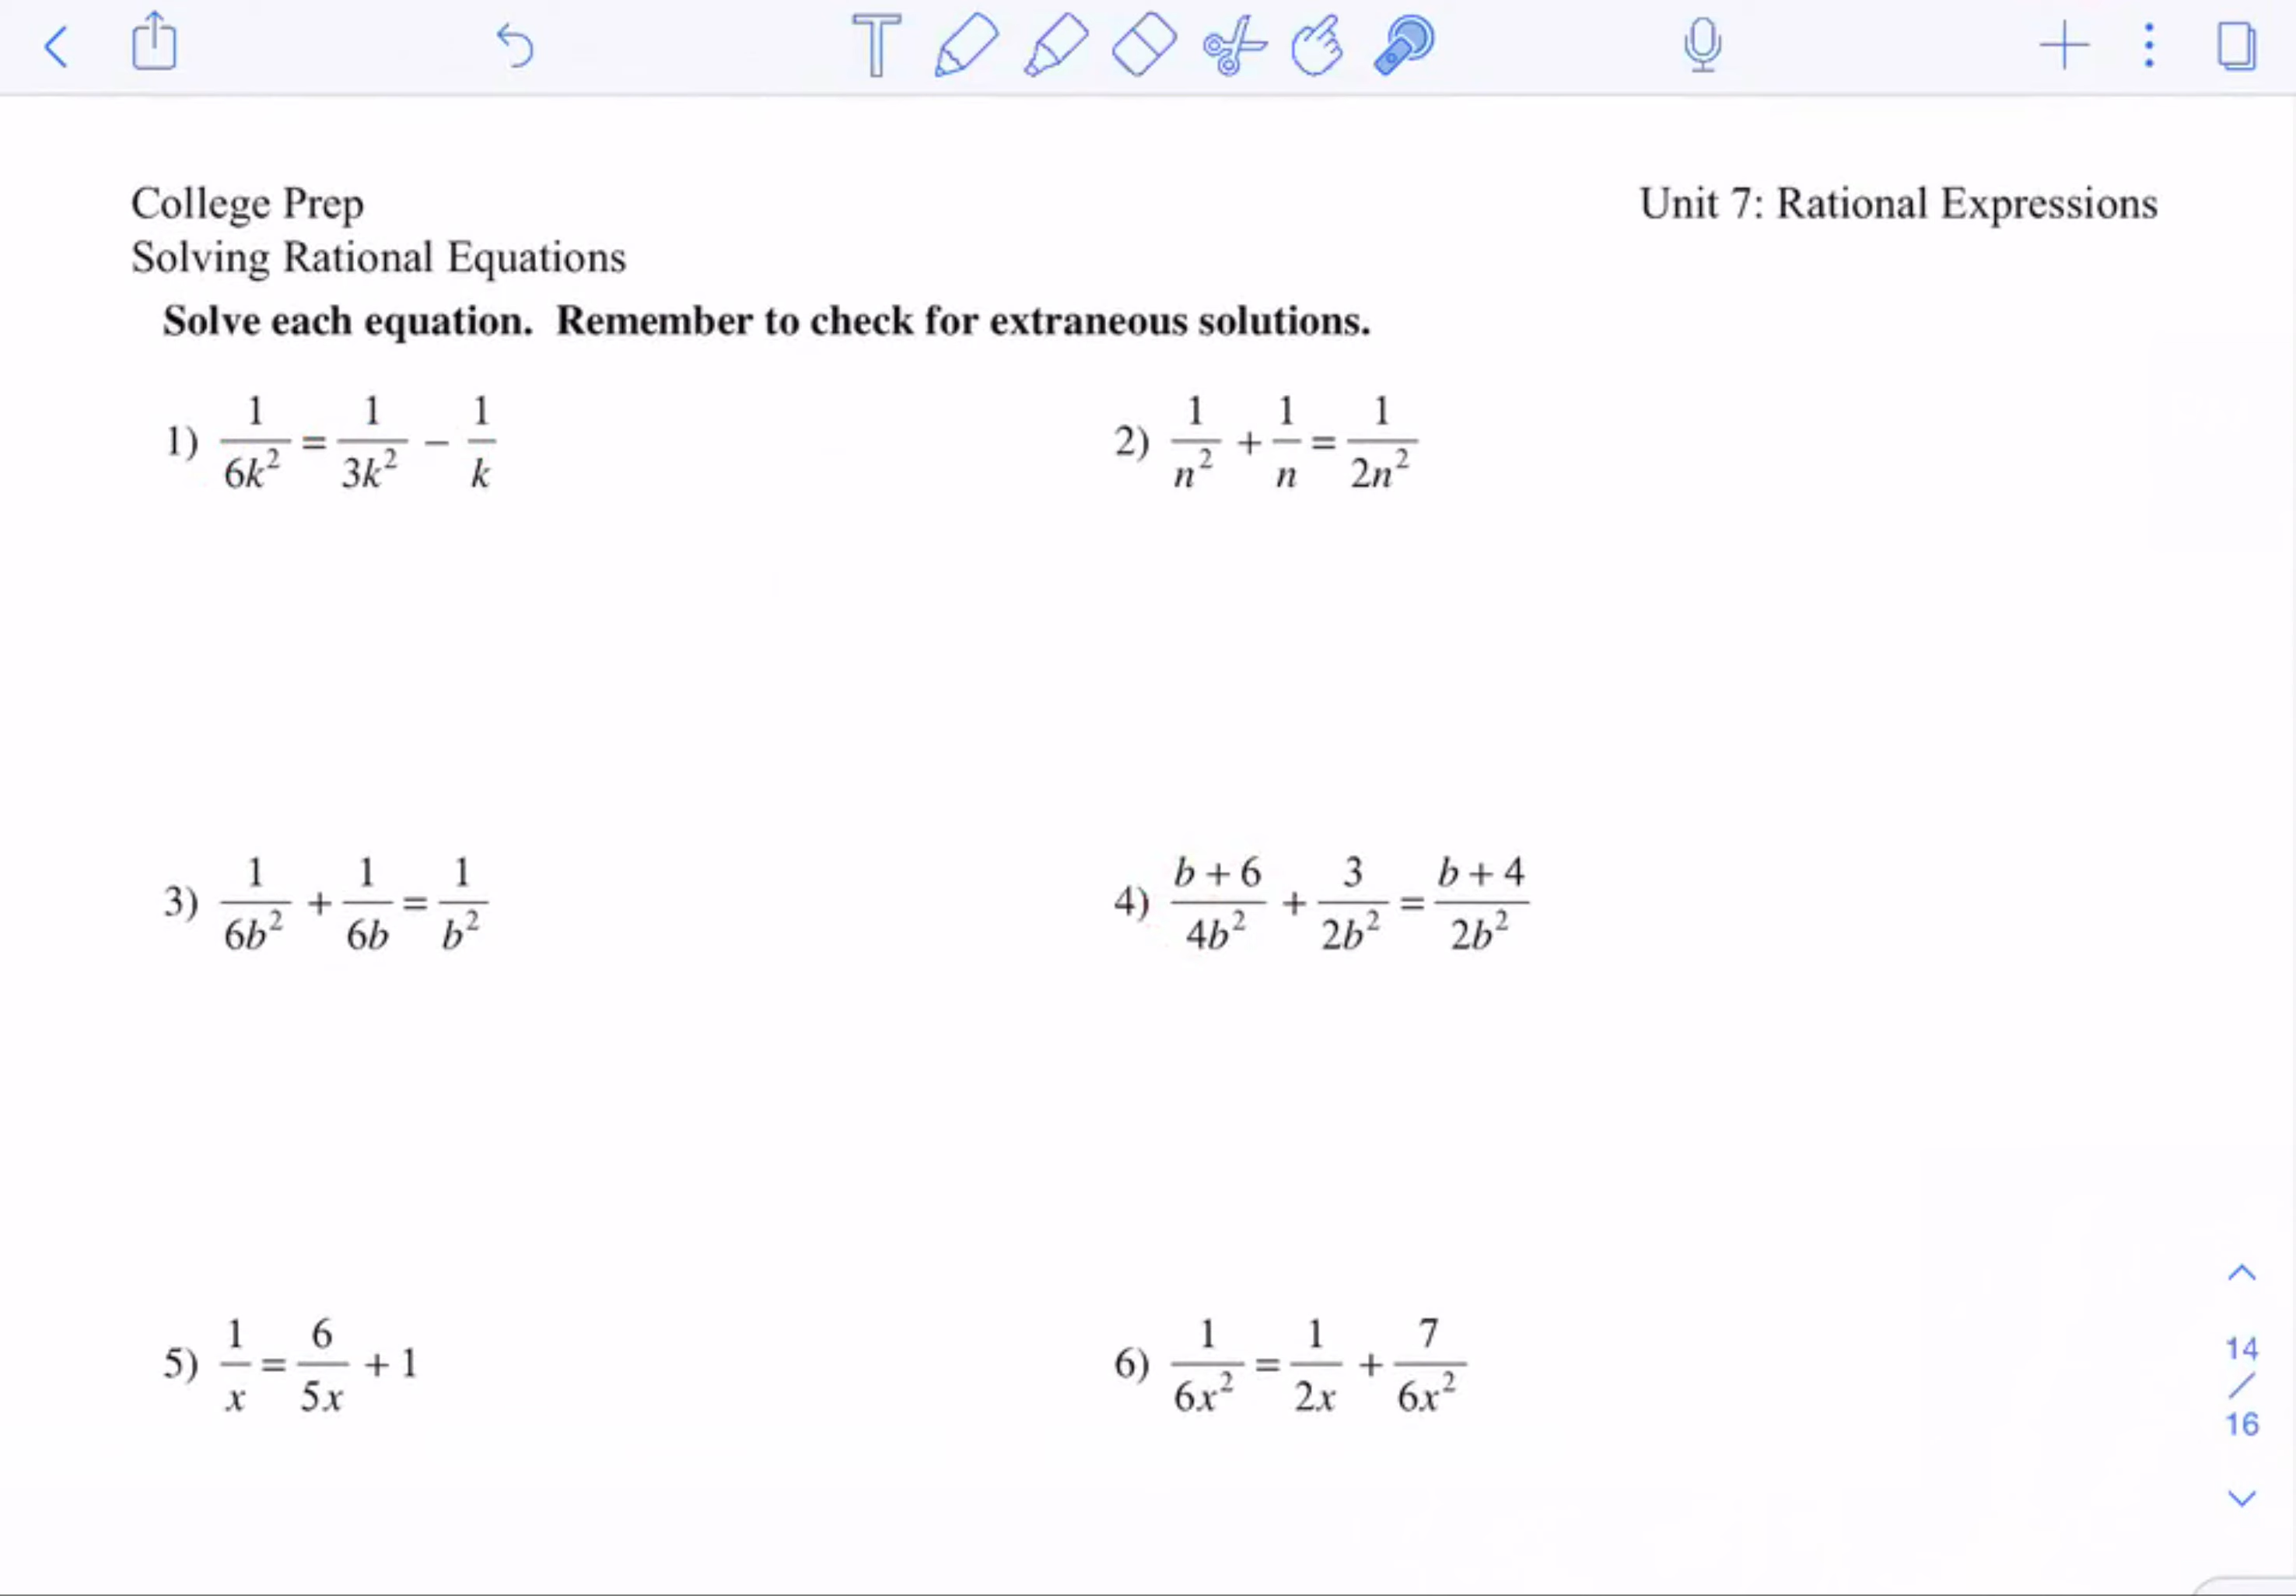 College Prep
Unit 7: Rational Expressions
Solving Rational Equations
Solve each equation.  Remember to check for extraneous solutions.
1) 1/(6k²) = 1/(3k²) − 1/k
2) 1/n² + 1/n = 1/(2n²)
3) 1/(6b²) + 1/(6b) = 1/b²
4) (b + 6)/(4b²) + 3/(2b²) = (b + 4)/(2b²)
5) 1/x = 6/(5x) + 1
6) 1/(6x²) = 1/(2x) + 7/(6x²)
14
/
16